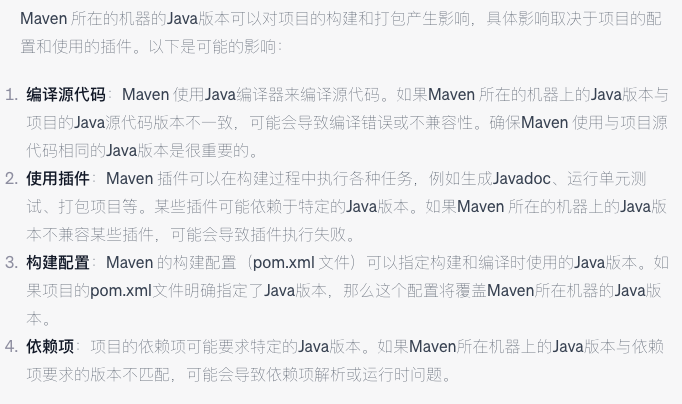 Maven 所在的机器的Java版本可以对项目的构建和打包产生影响，具体影响取决于项目的配
置和使用的插件。以下是可能的影响：
1. 编译源代码：Maven 使用Java编译器来编译源代码。如果Maven 所在的机器上的Java版本与
项目的Java源代码版本不一致，可能会导致编译错误或不兼容性。确保Maven 使用与项目源
代码相同的Java版本是很重要的。
2. 使用插件：Maven 插件可以在构建过程中执行各种任务，例如生成Javadoc、运行单元测
试、打包项目等。某些插件可能依赖于特定的Java版本。如果Maven 所在的机器上的Java版
本不兼容某些插件，可能会导致插件执行失败。
3. 构建配置：Maven 的构建配置（pom.xml 文件）可以指定构建和编译时使用的Java版本。如
果项目的pom.xml文件明确指定了Java版本，那么这个配置将覆盖Maven所在机器的Java版
本。
4. 依赖项：项目的依赖项可能要求特定的Java版本。如果Maven所在机器上的Java版本与依赖
项要求的版本不匹配，可能会导致依赖项解析或运行时问题。